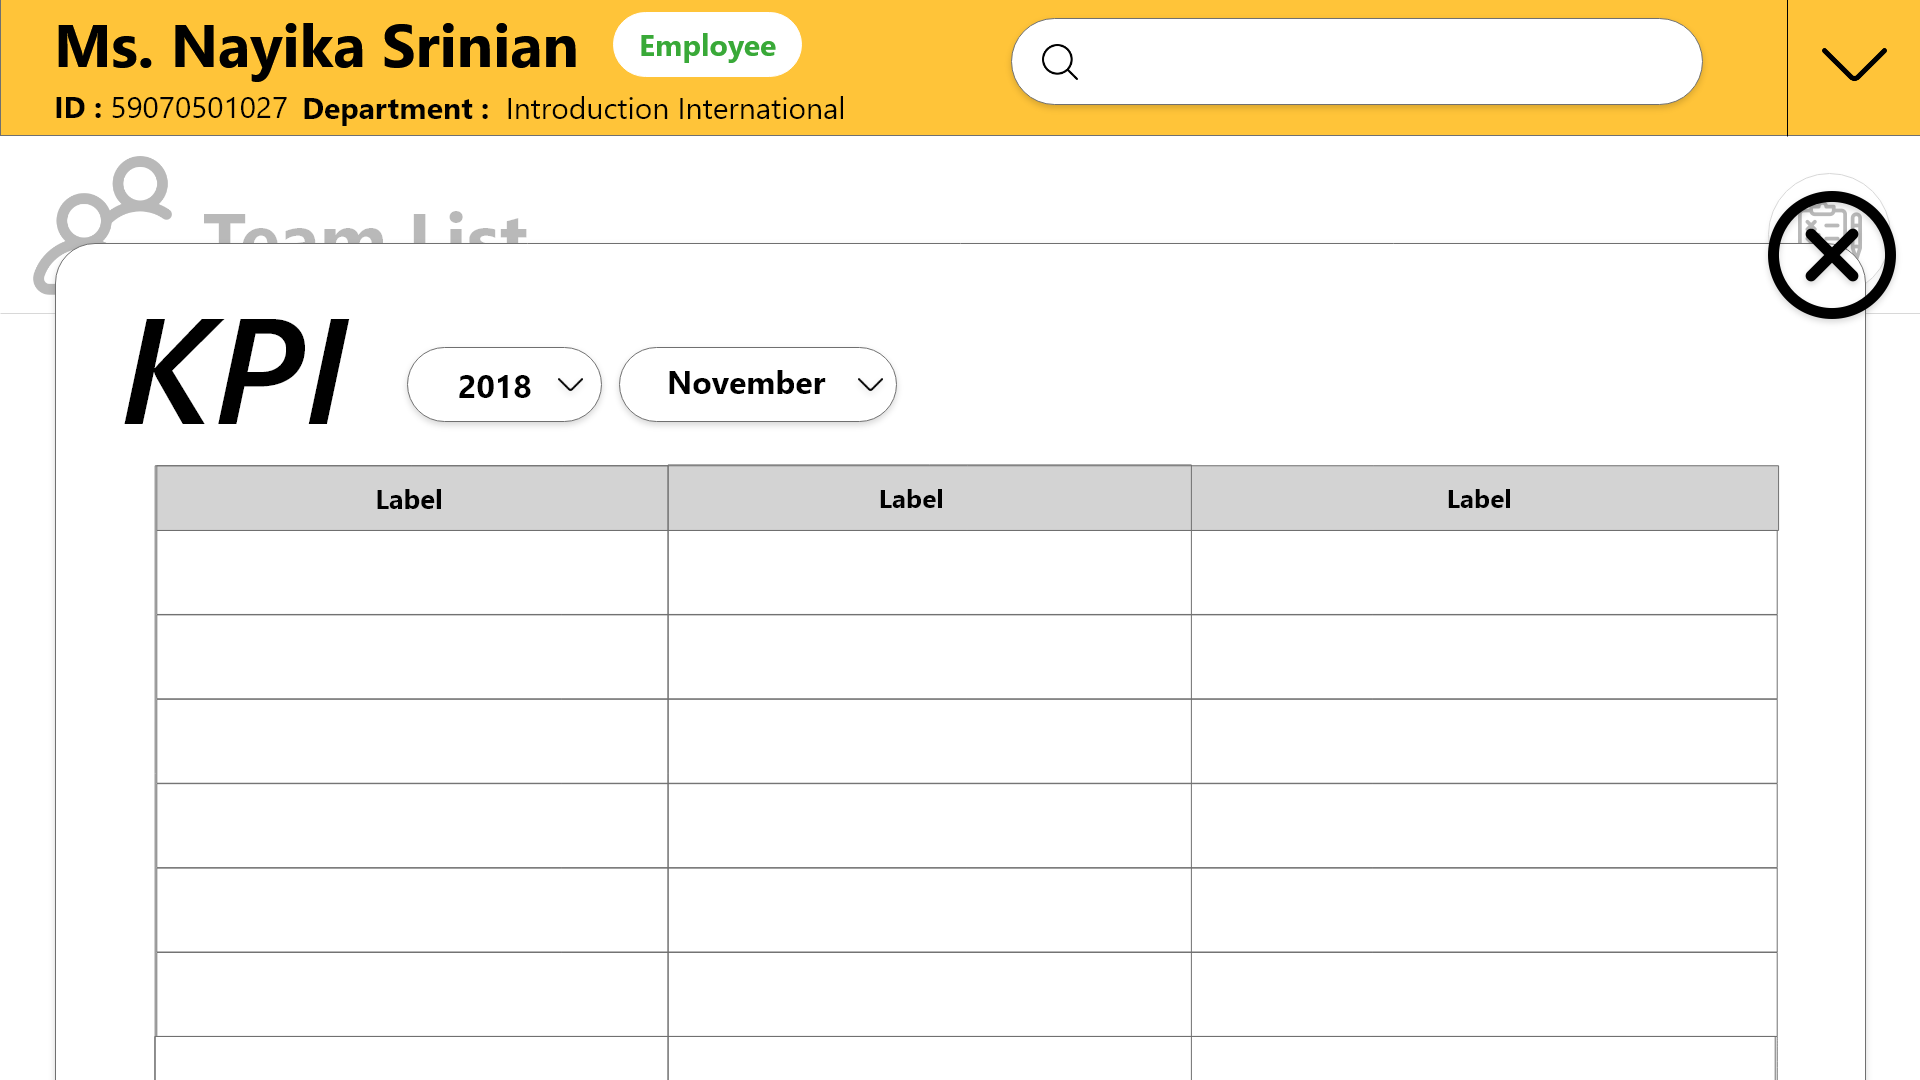 Ms. Nayika Srinian Employee
ID : 59070501027 Department : Introduction International
Team List
KPI 2018 November
Label Label Label